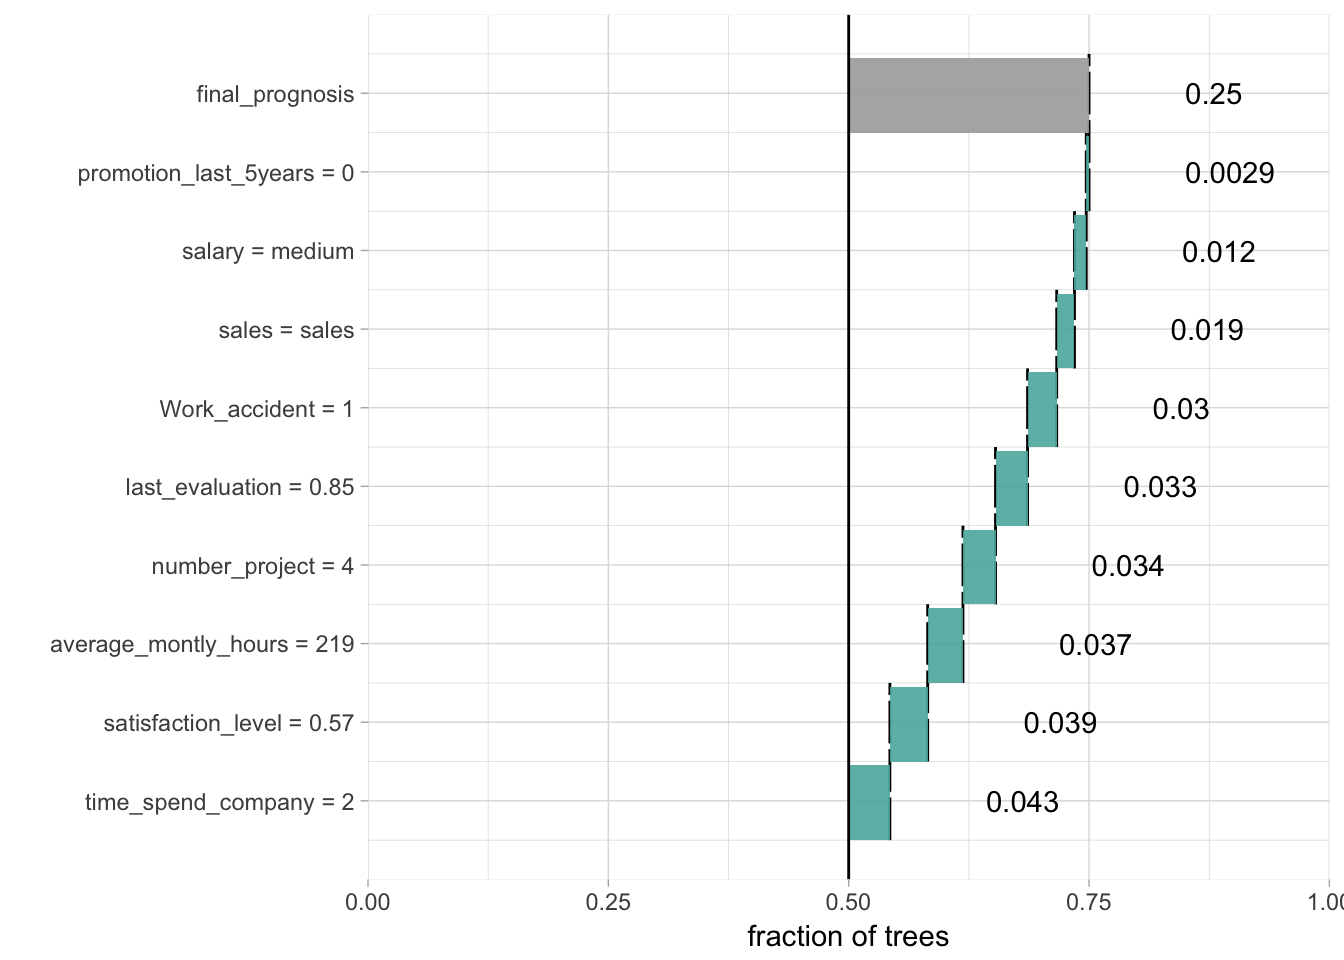 final_prognosis 0.25
promotion_last_5years = 0 0.0029
salary = medium 0.012
sales = sales 0.019
Work_accident = 1 0.03
last_evaluation = 0.85 0.033
number_project = 4 0.034
average_montly_hours = 219 0.037
satisfaction_level = 0.57 0.039
time_spend_company = 2 0.043
0.00 0.25 0.50 0.75 1.00
fraction of trees